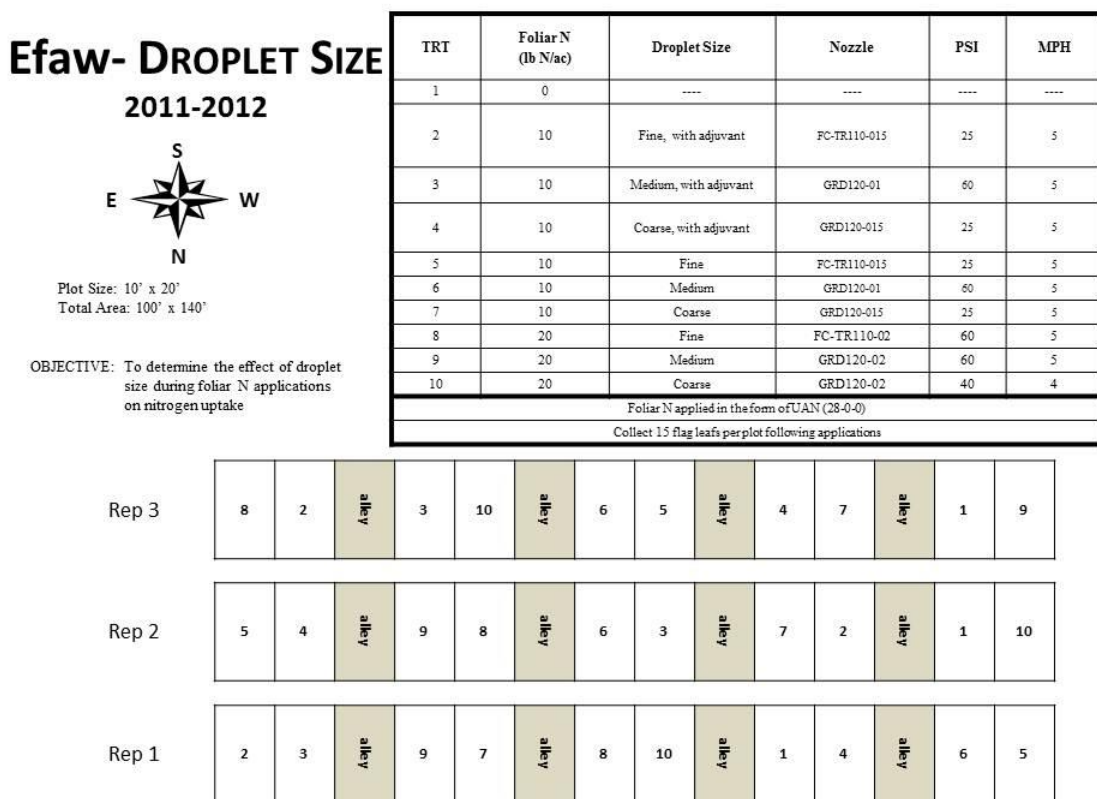 Efaw- DROPLET SIZE
2011-2012
S
E W
N
Plot Size: 10' x 20'
Total Area: 100' x 140'
OBJECTIVE: To determine the effect of droplet
size during foliar N applications
on nitrogen uptake
TRT Foliar N (lb N/ac) Droplet Size Nozzle PSI MPH
1 0 ---- ---- ---- ----
2 10 Fine, with adjuvant FC-TR110-015 25 5
3 10 Medium, with adjuvant GRD120-01 60 5
4 10 Coarse, with adjuvant GRD120-015 25 5
5 10 Fine FC-TR110-015 25 5
6 10 Medium GRD120-01 60 5
7 10 Coarse GRD120-015 25 5
8 20 Fine FC-TR110-02 60 5
9 20 Medium GRD120-02 60 5
10 20 Coarse GRD120-02 40 4
Foliar N applied in the form of UAN (28-0-0)
Collect 15 flag leafs per plot following applications
Rep 3 8 2 alley 3 10 alley 6 5 alley 4 7 alley 1 9
Rep 2 5 4 alley 9 8 alley 6 3 alley 7 2 alley 1 10
Rep 1 2 3 alley 9 7 alley 8 10 alley 1 4 alley 6 5